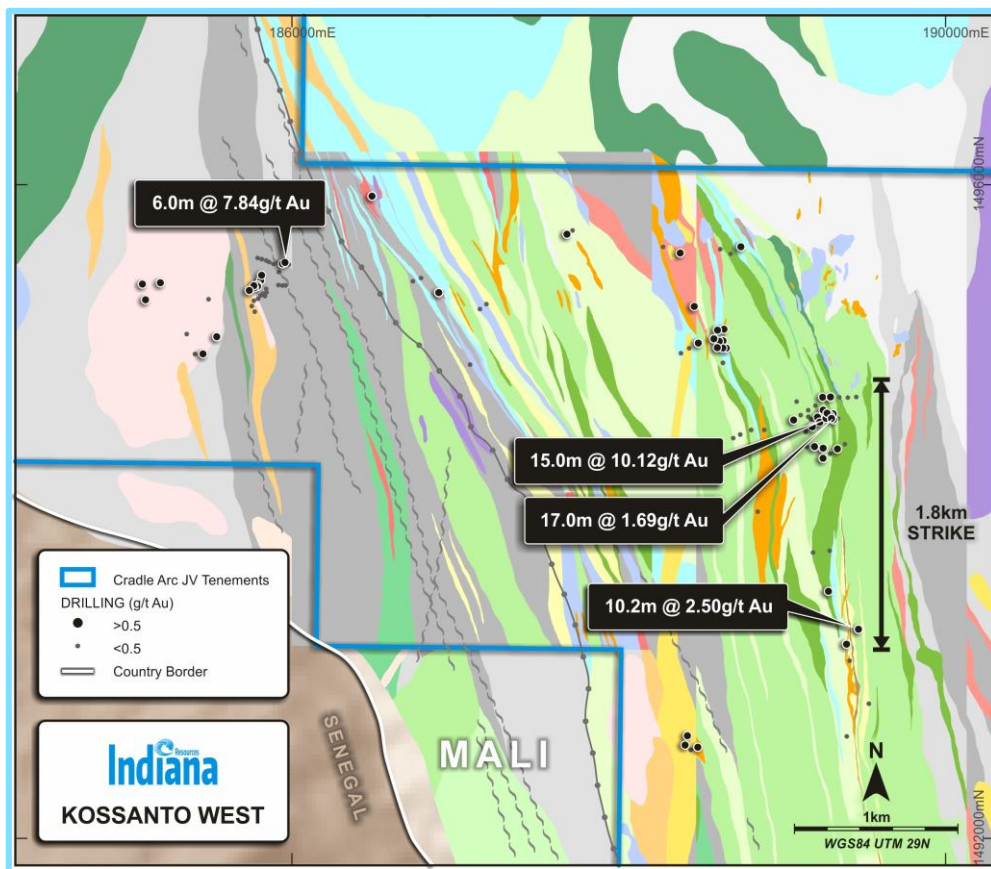 186000mE
190000mE
1496000mN
6.0m @ 7.84g/t Au
15.0m @ 10.12g/t Au
17.0m @ 1.69g/t Au
1.8km
STRIKE
10.2m @ 2.50g/t Au
Cradle Arc JV Tenements
DRILLING (g/t Au)
>0.5
<0.5
Country Border
Indiana
Resources
KOSSANTO WEST
SENEGAL
MALI
N
1km
WGS84 UTM 29N
1492000mN